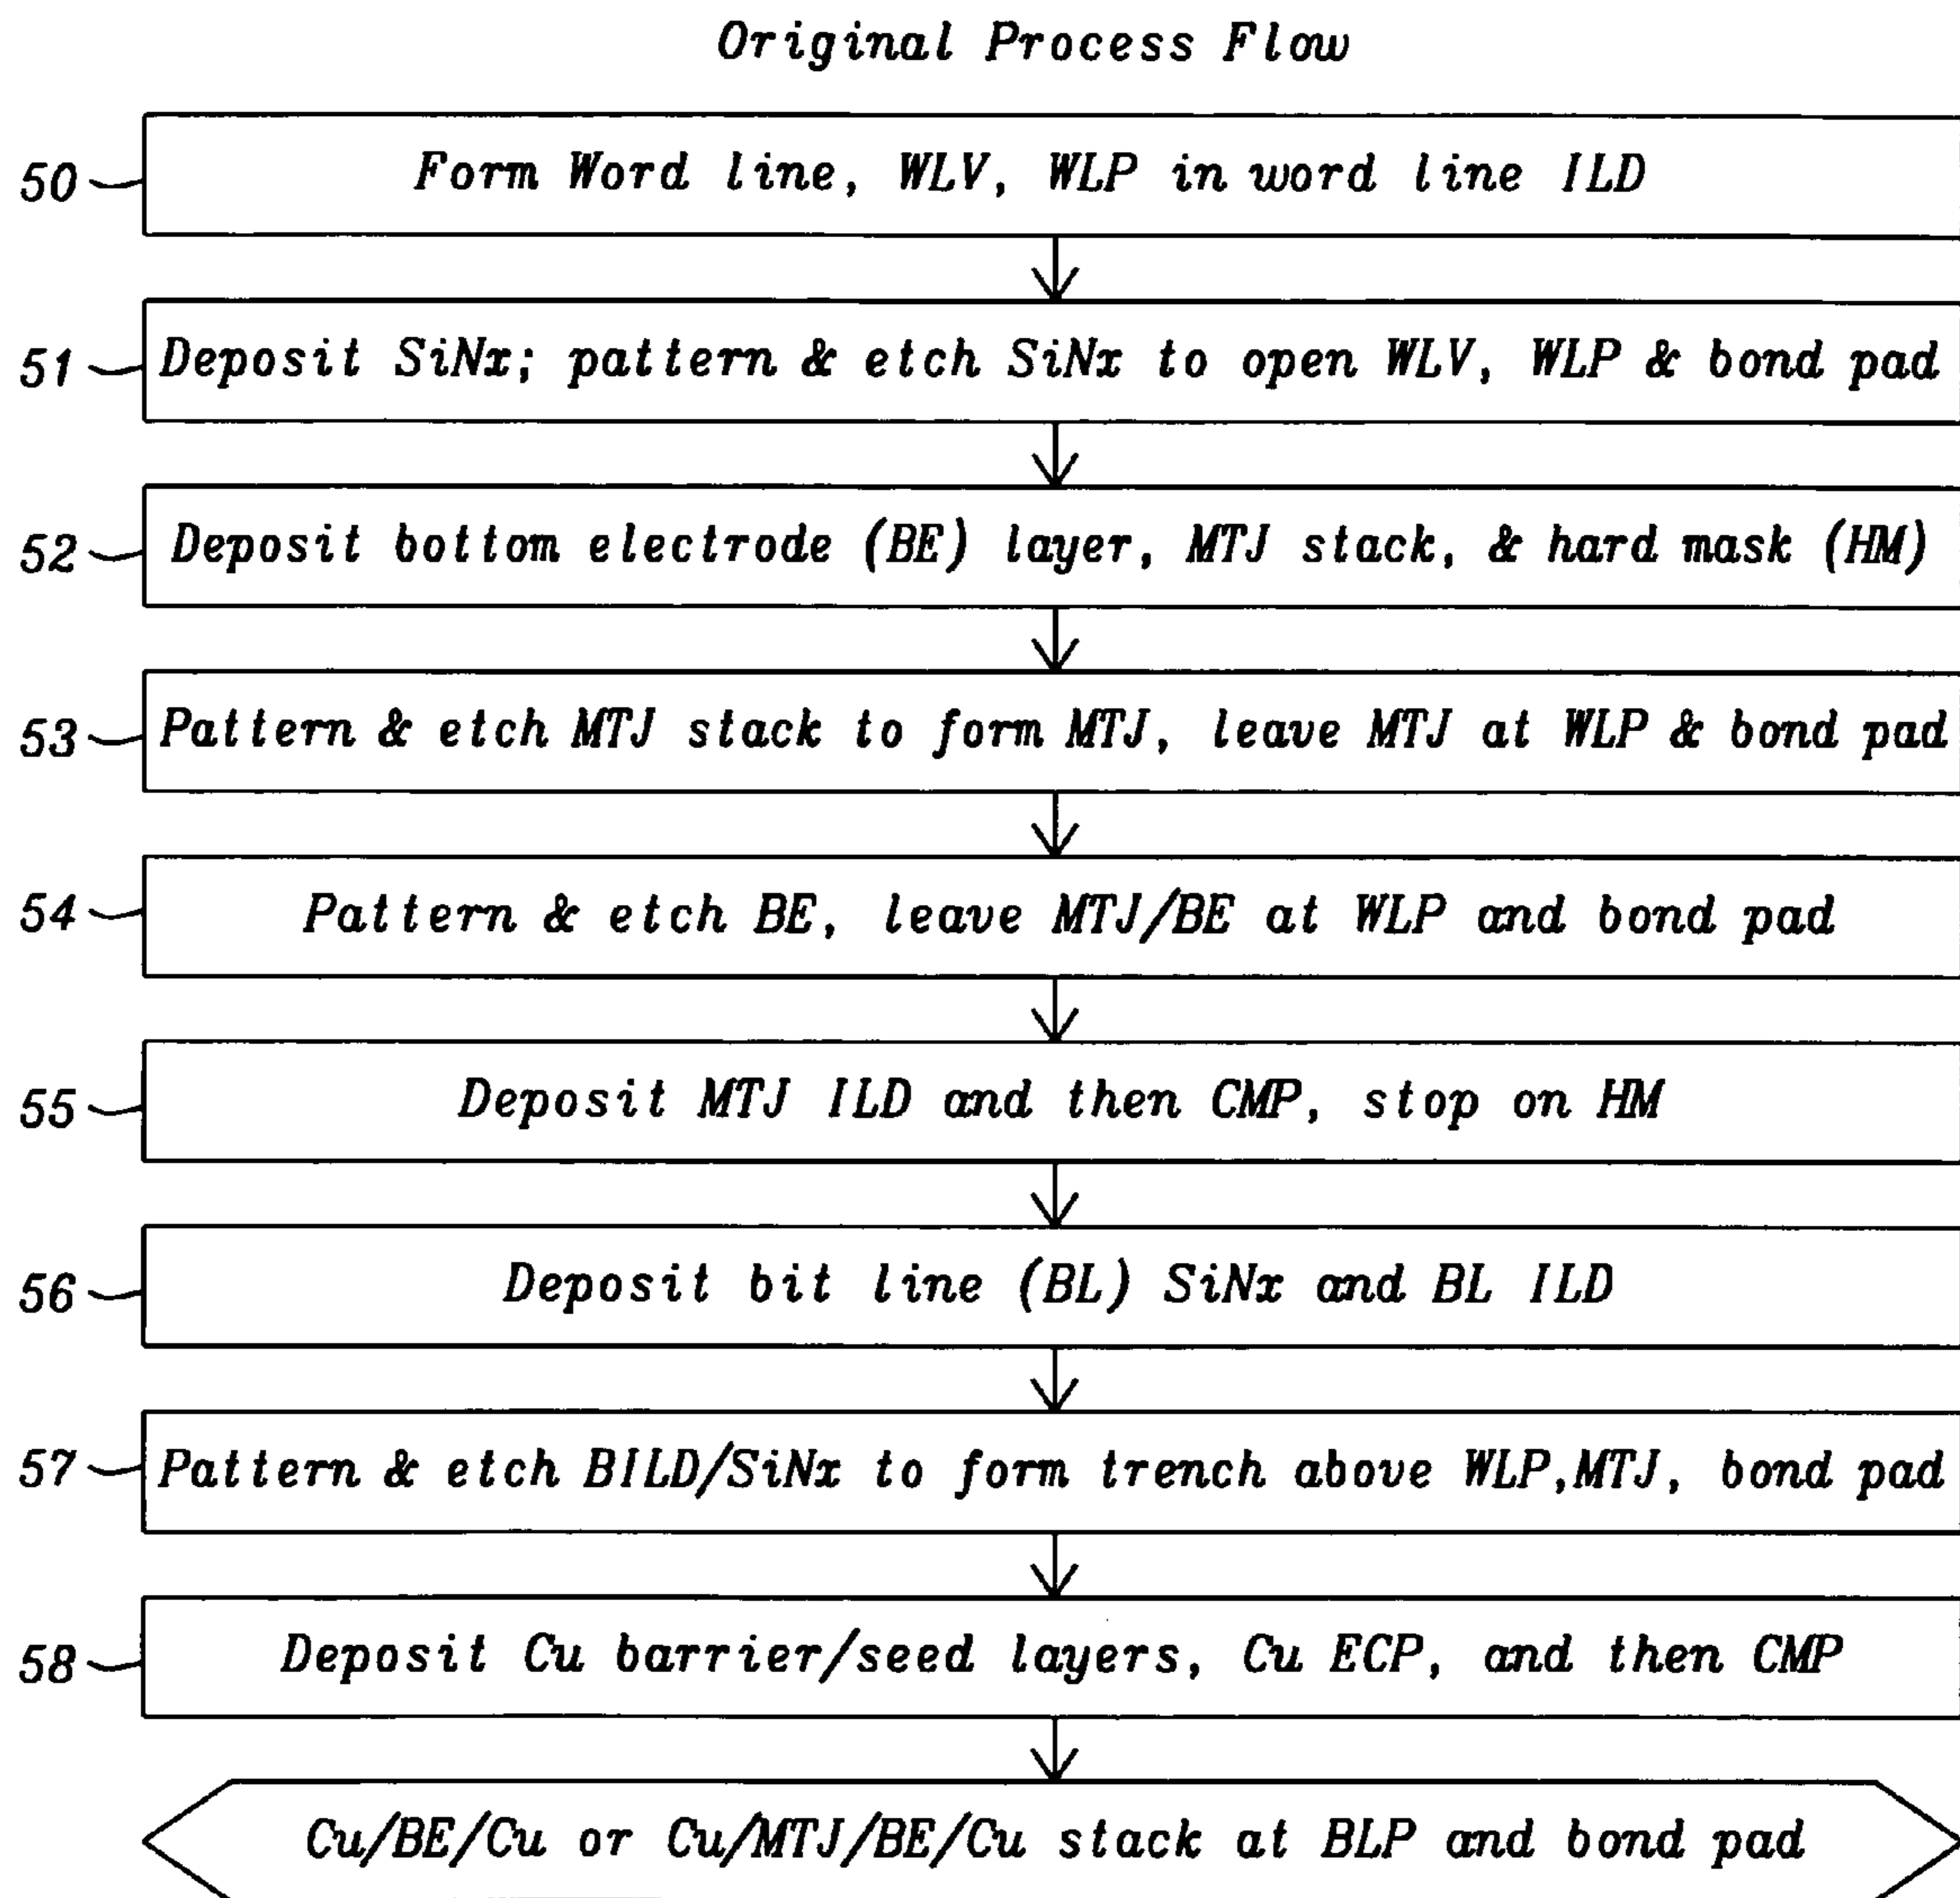 Original Process Flow
50 Form Word line, WLV, WLP in word line ILD
51 Deposit SiNx; pattern & etch SiNx to open WLV, WLP & bond pad
52 Deposit bottom electrode (BE) layer, MTJ stack, & hard mask (HM)
53 Pattern & etch MTJ stack to form MTJ, leave MTJ at WLP & bond pad
54 Pattern & etch BE, leave MTJ/BE at WLP and bond pad
55 Deposit MTJ ILD and then CMP, stop on HM
56 Deposit bit line (BL) SiNx and BL ILD
57 Pattern & etch BILD/SiNx to form trench above WLP,MTJ, bond pad
58 Deposit Cu barrier/seed layers, Cu ECP, and then CMP
Cu/BE/Cu or Cu/MTJ/BE/Cu stack at BLP and bond pad